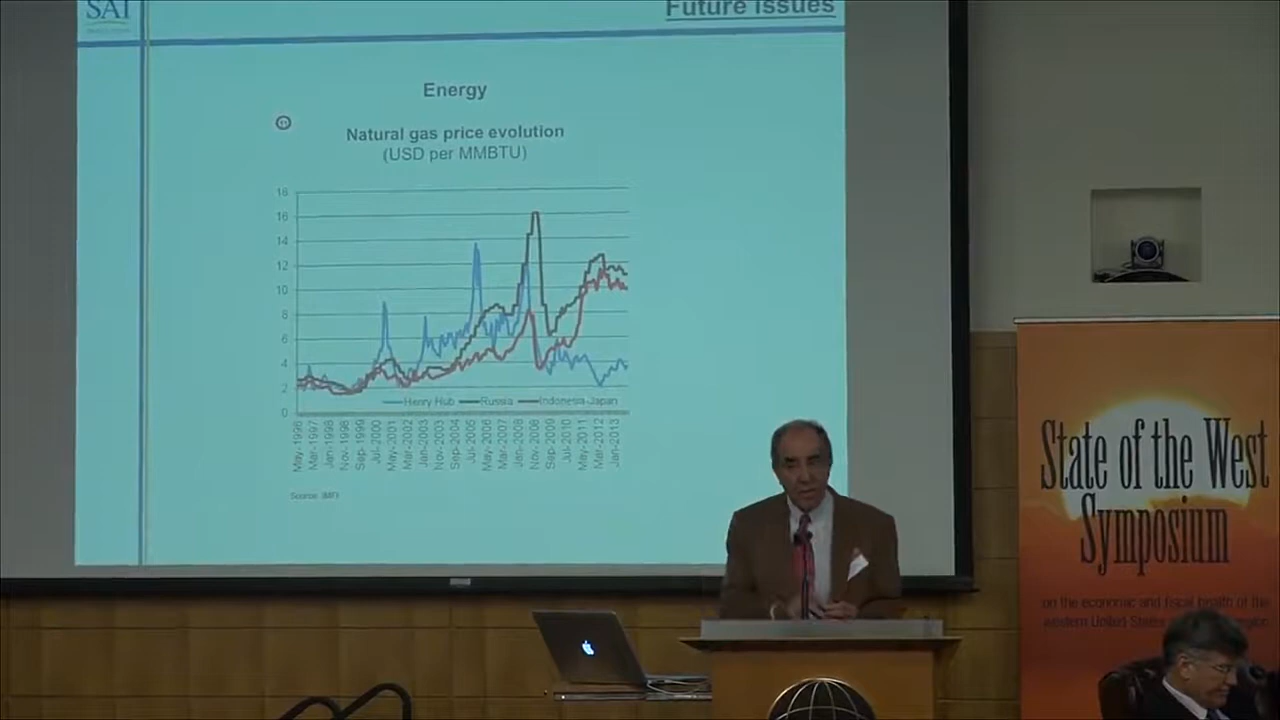 SAI
Future Issues
Energy
Natural gas price evolution
(USD per MMBTU)
18
16
14
12
10
8
6
4
2
0
Henry Hub
Russia
Indonesia-Japan
May-1996
Mar-1997
Jan-1998
Nov-1998
Sep-1999
Jul-2000
May-2001
Mar-2002
Jan-2003
Nov-2003
Sep-2004
Jul-2005
May-2006
Mar-2007
Jan-2008
Nov-2008
Sep-2009
Jul-2010
May-2011
Mar-2012
Jan-2013
Source: IMF
State of the West
Symposium
on the economic and fiscal health of the
western United States